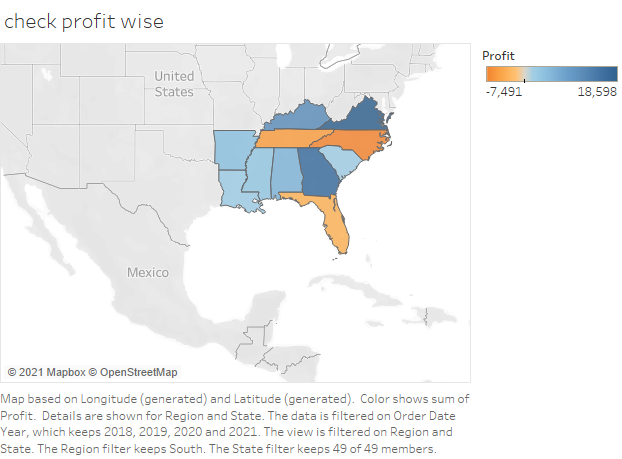 check profit wise
United
States
Mexico
© 2021 Mapbox © OpenStreetMap
Profit
-7,491 18,598
Map based on Longitude (generated) and Latitude (generated). Color shows sum of
Profit. Details are shown for Region and State. The data is filtered on Order Date
Year, which keeps 2018, 2019, 2020 and 2021. The view is filtered on Region and
State. The Region filter keeps South. The State filter keeps 49 of 49 members.